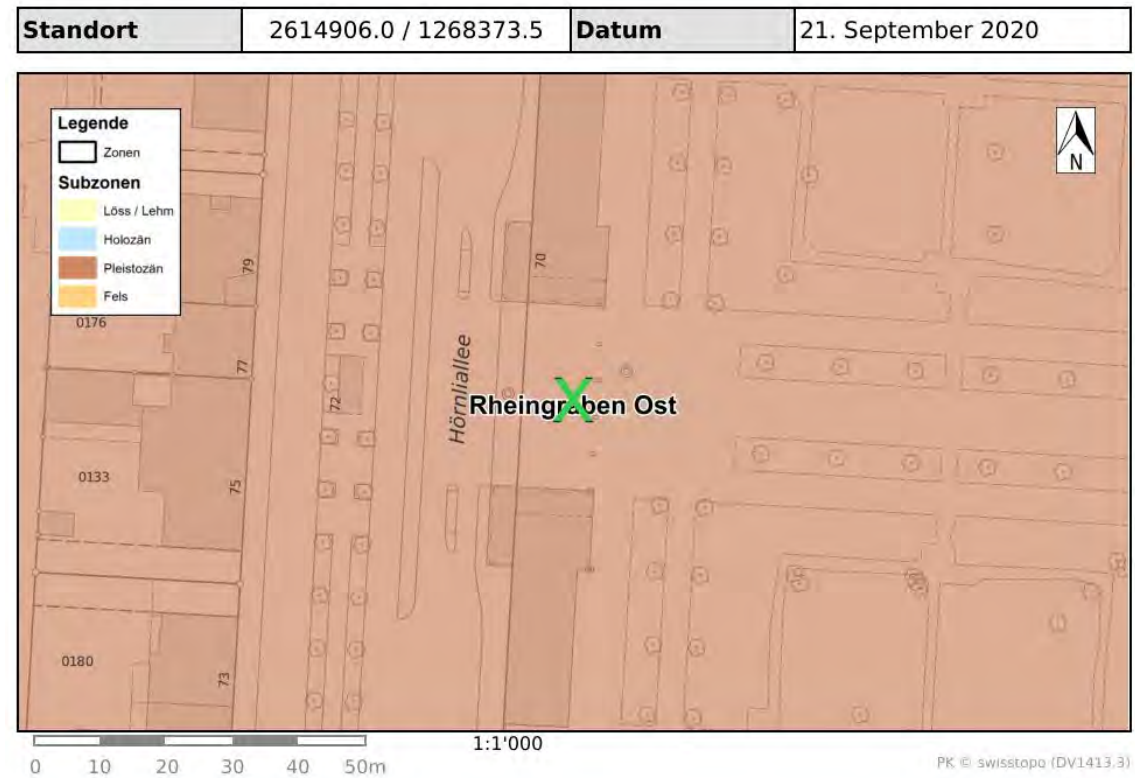 Standort 2614906.0 / 1268373.5 Datum 21. September 2020
Legende
Zonen
Subzonen
Löss / Lehm
Holozän
Pleistozän
Fels
N
79
70
0176
77
72
Hörnliallee
Rheingraben Ost
0133
75
0180
73
0 10 20 30 40 50m
1:1'000
PK © swisstopo (DV1413.3)